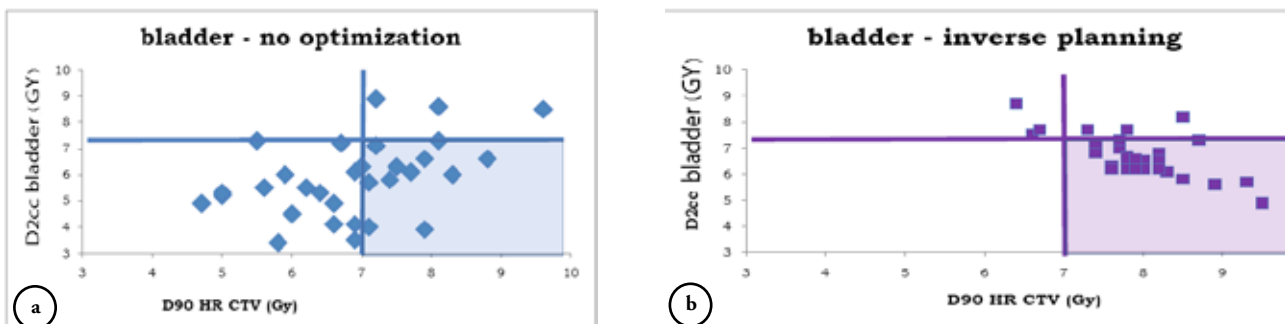 bladder - no optimization
D2cc bladder (GY)
10
9
8
7
6
5
4
3
3 4 5 6 7 8 9 10
D90 HR CTV (Gy)
a
bladder - inverse planning
D2cc bladder (GY)
10
9
8
7
6
5
4
3
3 4 5 6 7 8 9
D90 HR CTV (Gy)
b